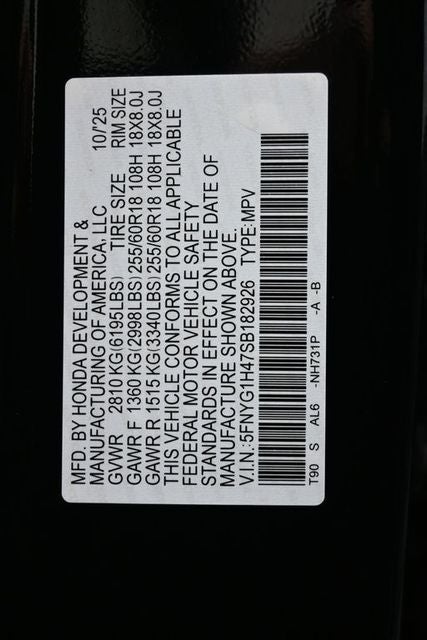 MFD. BY HONDA DEVELOPMENT &
MANUFACTURING OF AMERICA, LLC 10/'25
GVWR 2810 KG(6195LBS) TIRE SIZE RIM SIZE
GAWR F 1360 KG(2998LBS) 255/60R18 108H 18X8.0J
GAWR R 1515 KG(3340LBS) 255/60R18 108H 18X8.0J
THIS VEHICLE CONFORMS TO ALL APPLICABLE
FEDERAL MOTOR VEHICLE SAFETY
STANDARDS IN EFFECT ON THE DATE OF
MANUFACTURE SHOWN ABOVE.
V.I.N.:5FNYG1H47SB182926 TYPE:MPV
T90 S AL6 -NH731P -A -B